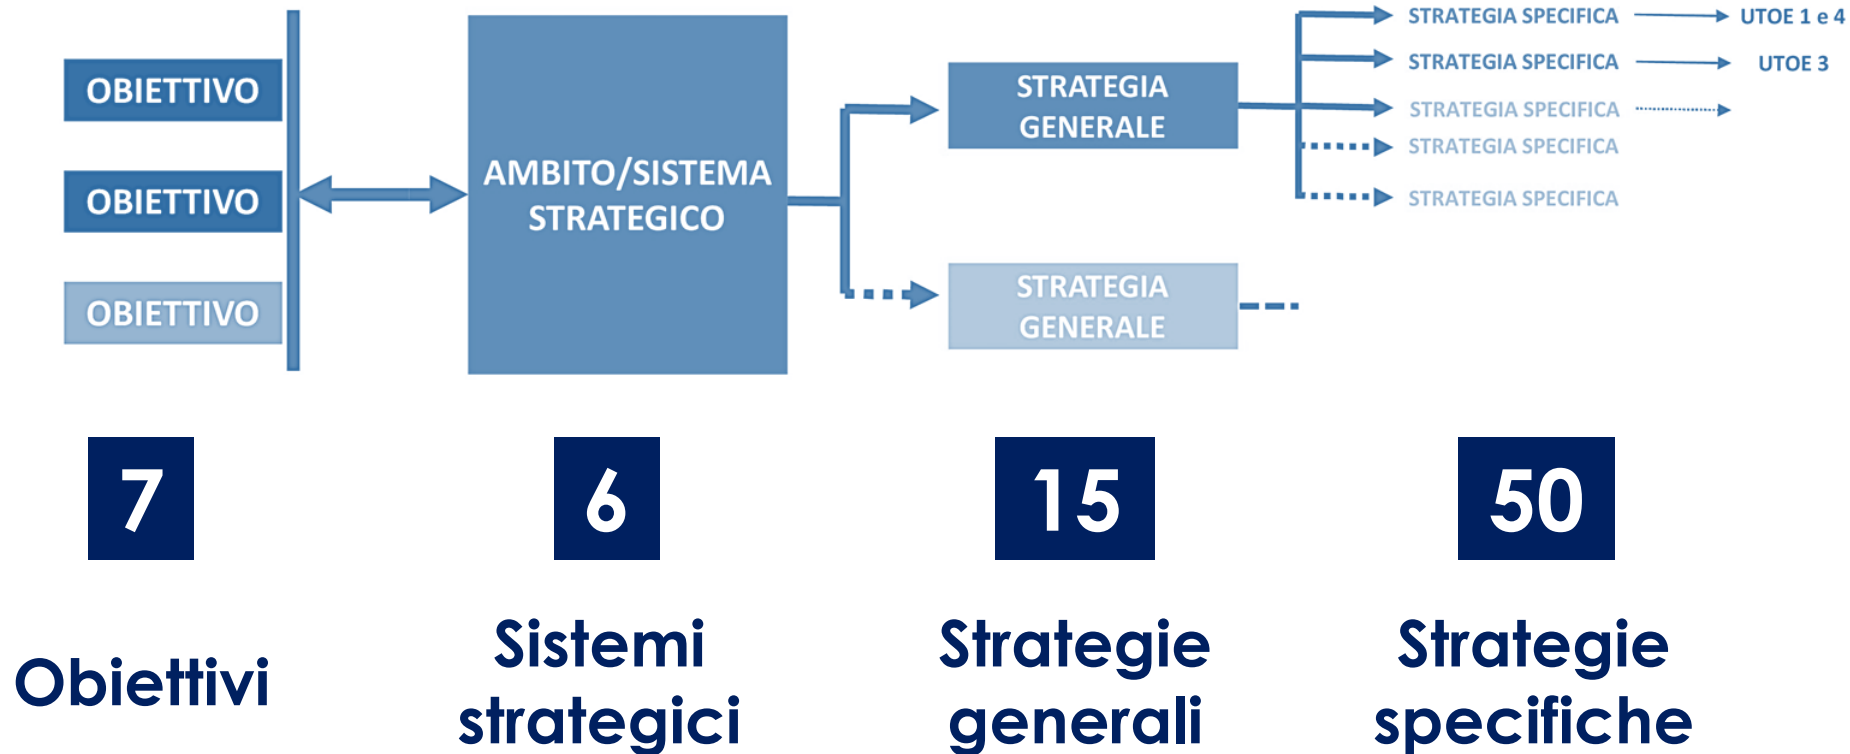 OBIETTIVO
OBIETTIVO
OBIETTIVO
AMBITO/SISTEMA
STRATEGICO
STRATEGIA
GENERALE
STRATEGIA
GENERALE
STRATEGIA SPECIFICA
UTOE 1 e 4
STRATEGIA SPECIFICA
UTOE 3
STRATEGIA SPECIFICA
STRATEGIA SPECIFICA
STRATEGIA SPECIFICA
7
Obiettivi
6
Sistemi
strategici
15
Strategie
generali
50
Strategie
specifiche